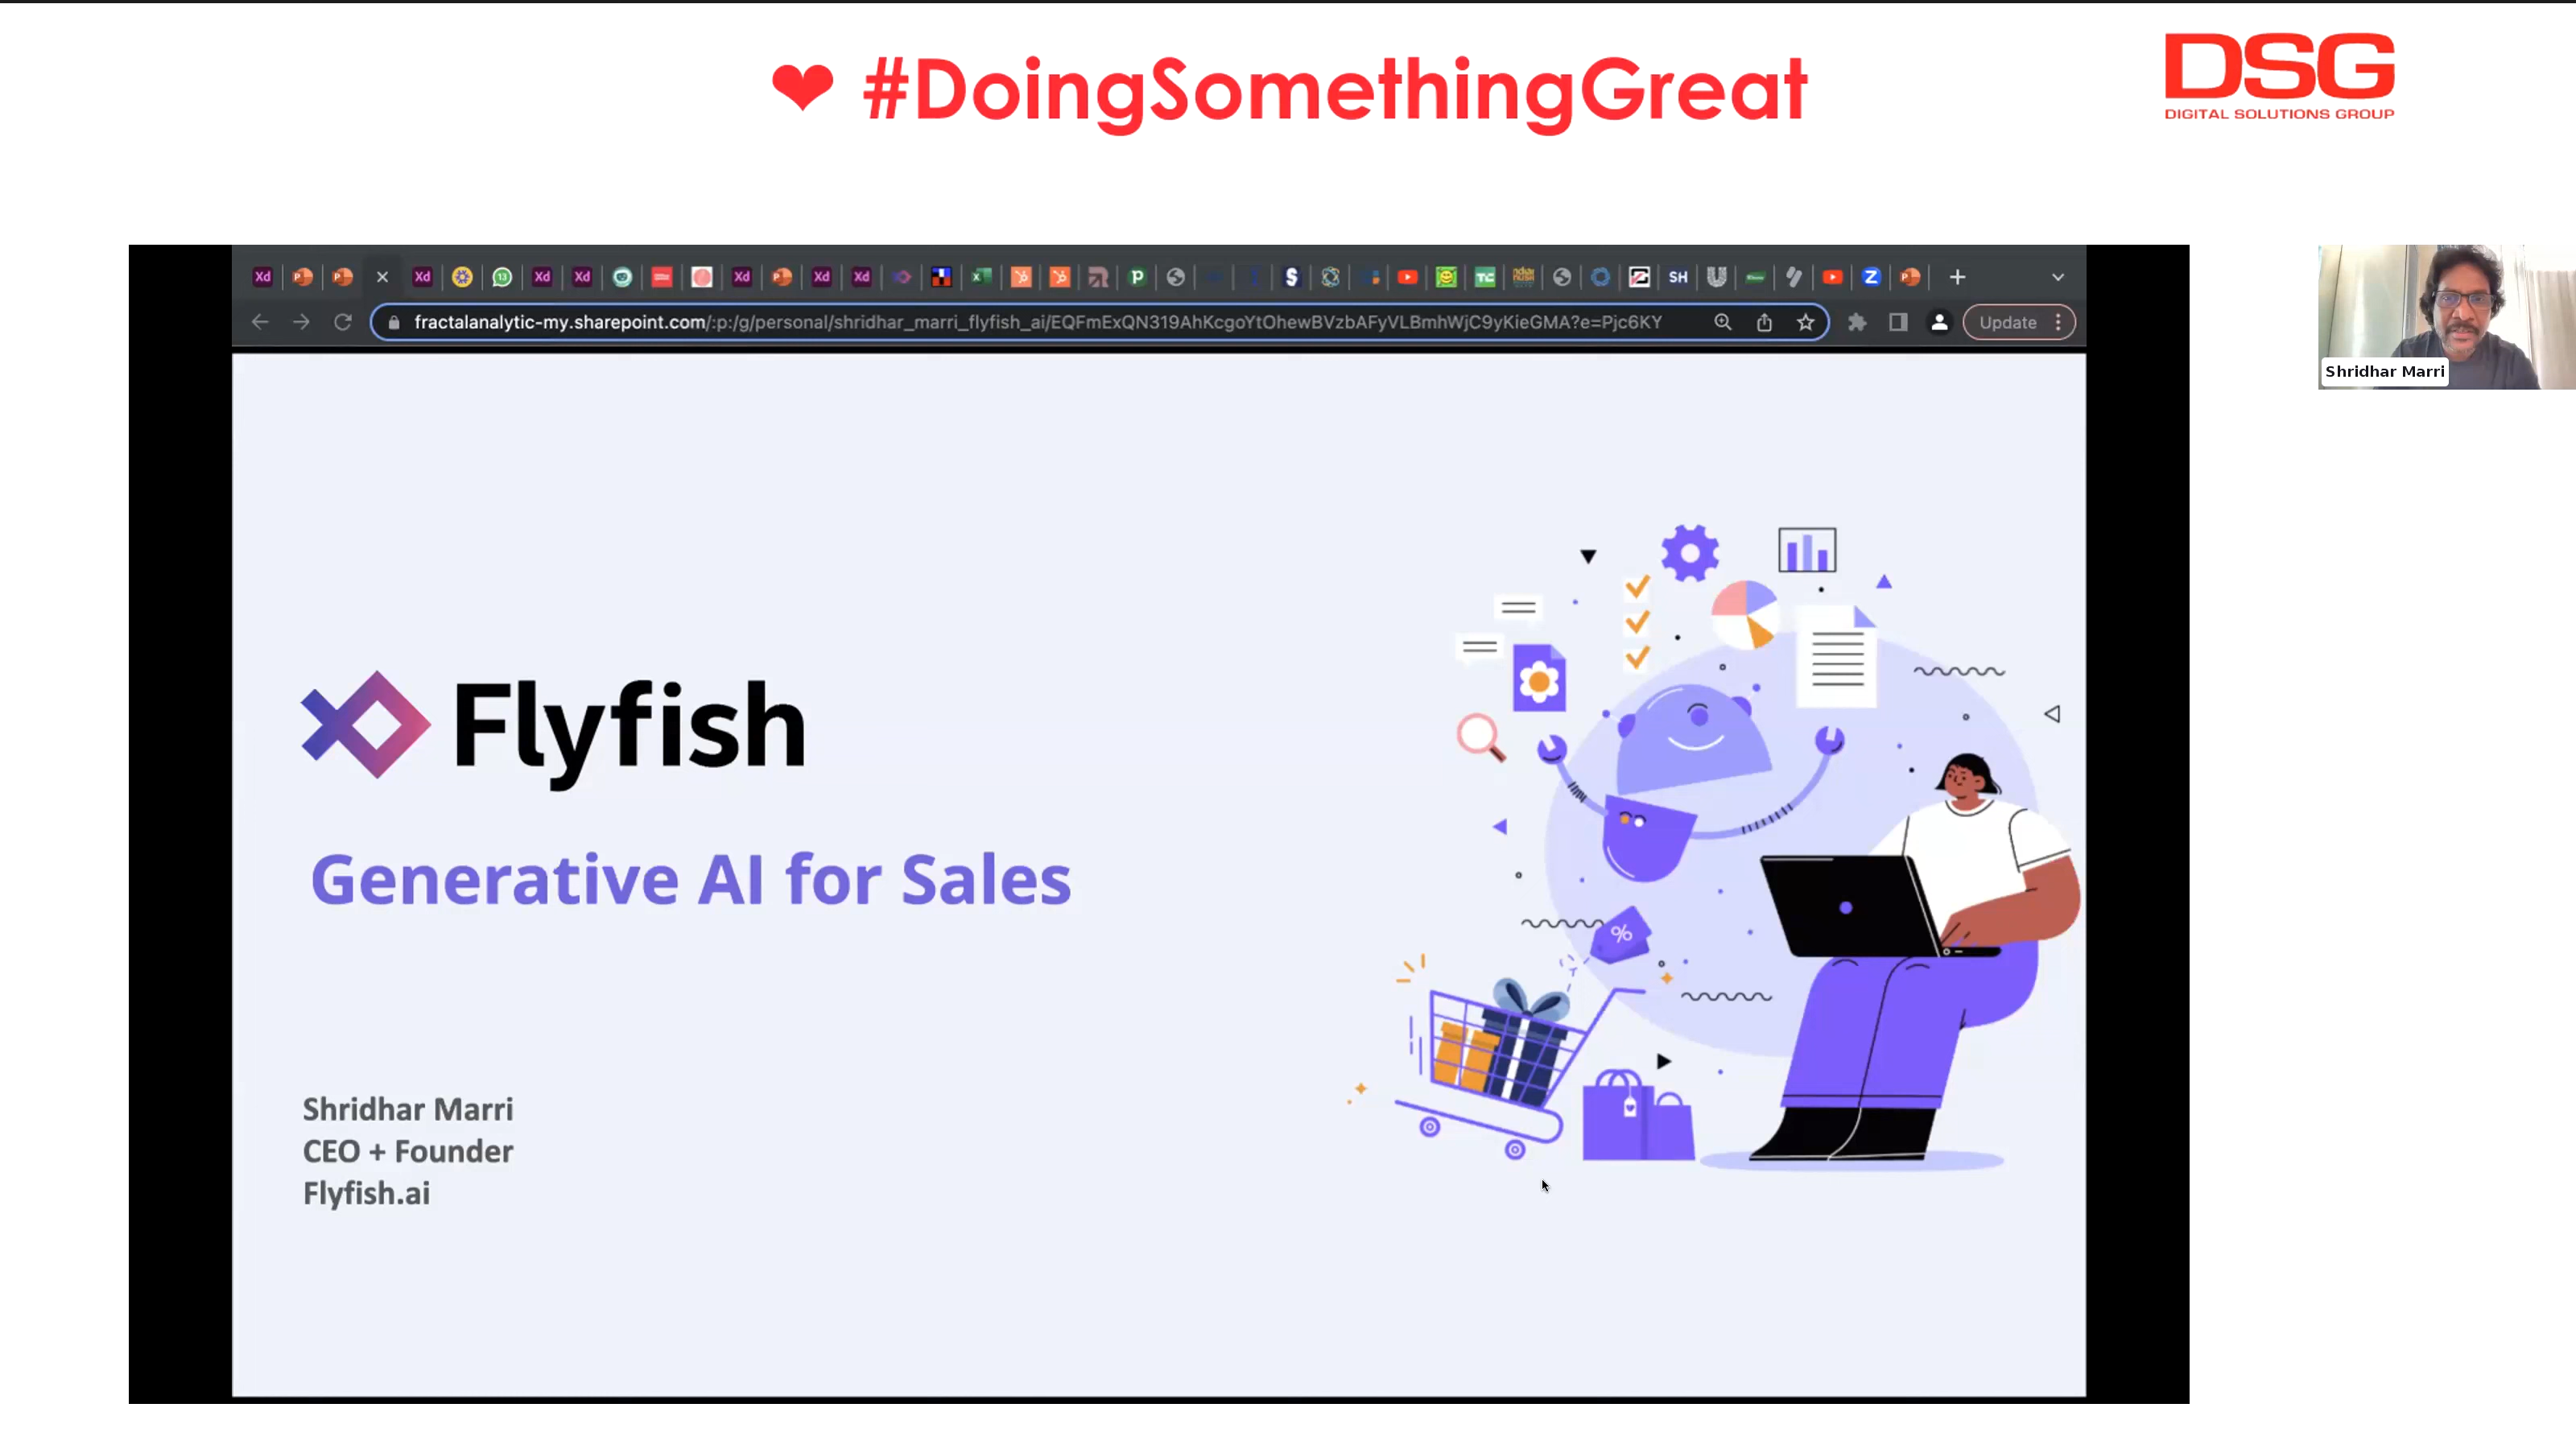 ❤ #DoingSomethingGreat
DSG
DIGITAL SOLUTIONS GROUP
fractalanalytic-my.sharepoint.com/:p:/g/personal/shridhar_marri_flyfish_ai/EQFmExQN319AhKcgoYtOhewBVzbAFyVLBmhWjC9yKieGMA?e=Pjc6KY
Update
Shridhar Marri
Flyfish
Generative AI for Sales
%
Shridhar Marri
CEO + Founder
Flyfish.ai